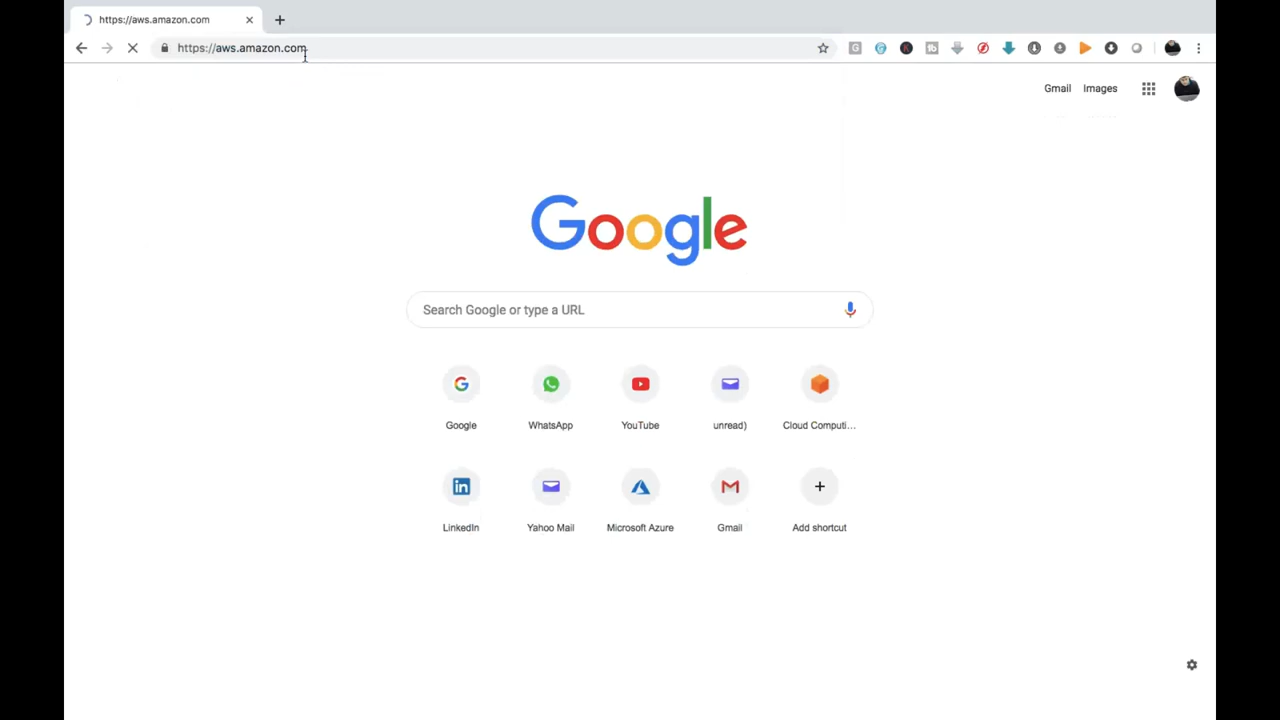 https://aws.amazon.com
https://aws.amazon.com
Gmail Images
Google
Search Google or type a URL
Google WhatsApp YouTube unread) Cloud Computi...
LinkedIn Yahoo Mail Microsoft Azure Gmail Add shortcut